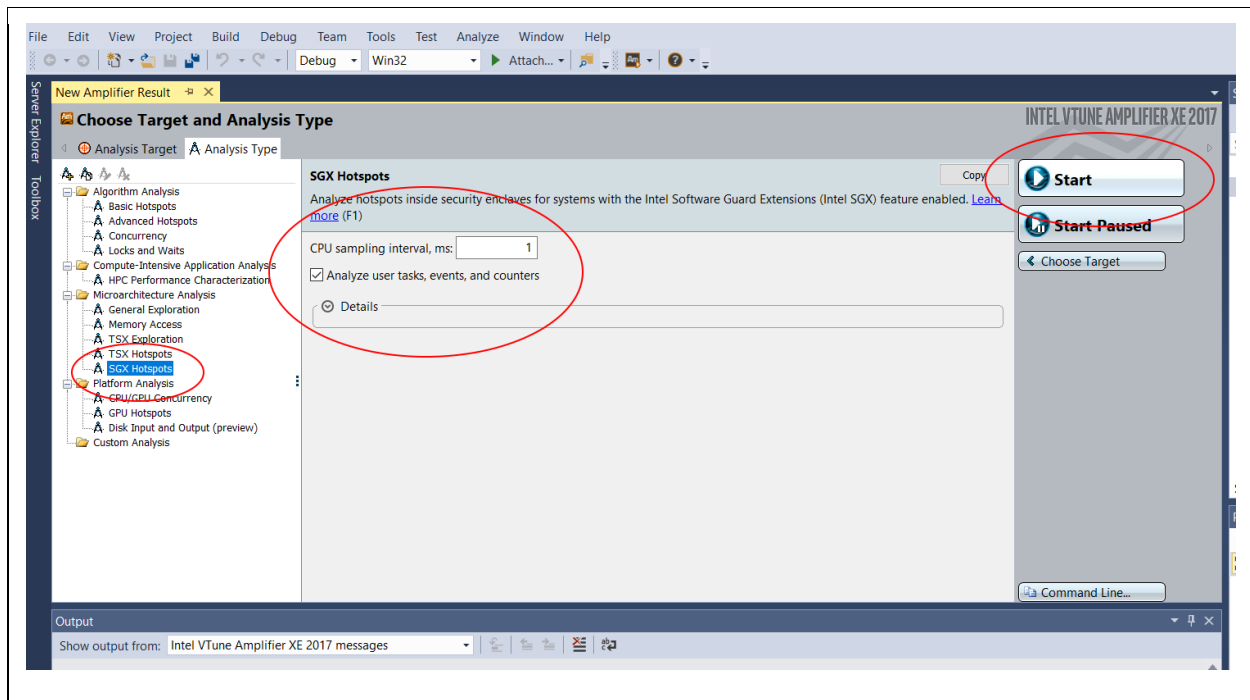 File Edit View Project Build Debug Team Tools Test Analyze Window Help
Debug Win32 Attach...
Server Explorer
Toolbox
New Amplifier Result
Choose Target and Analysis Type
INTEL VTUNE AMPLIFIER XE 2017
Analysis Target Analysis Type
Algorithm Analysis
Basic Hotspots
Advanced Hotspots
Concurrency
Locks and Waits
Compute-Intensive Application Analysis
HPC Performance Characterization
Microarchitecture Analysis
General Exploration
Memory Access
TSX Exploration
TSX Hotspots
SGX Hotspots
Platform Analysis
CPU/GPU Concurrency
GPU Hotspots
Disk Input and Output (preview)
Custom Analysis
SGX Hotspots
Copy
Analyze hotspots inside security enclaves for systems with the Intel Software Guard Extensions (Intel SGX) feature enabled. Learn
more (F1)
CPU sampling interval, ms: 1
Analyze user tasks, events, and counters
Details
Start
Start Paused
Choose Target
Command Line...
Output
Show output from: Intel VTune Amplifier XE 2017 messages